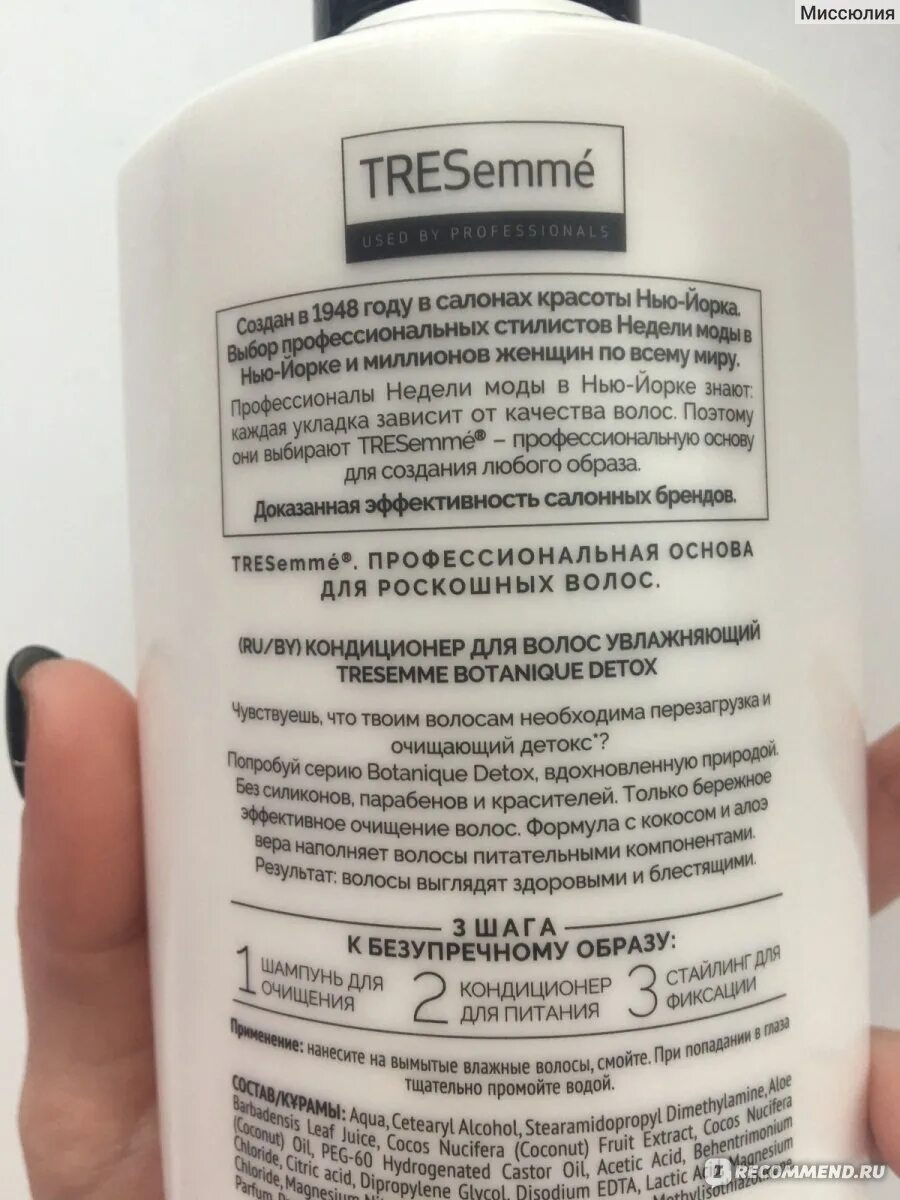 Миссюлия
TRESemmé
USED BY PROFESSIONALS
Создан в 1948 году в салонах красоты Нью-Йорка.
Выбор профессиональных стилистов Недели моды в
Нью-Йорке и миллионов женщин по всему миру.
Профессионалы Недели моды в Нью-Йорке знают:
каждая укладка зависит от качества волос. Поэтому
они выбирают TRESemmé® – профессиональную основу
для создания любого образа.
Доказанная эффективность салонных брендов.
TRESemmé®. ПРОФЕССИОНАЛЬНАЯ ОСНОВА
ДЛЯ РОСКОШНЫХ ВОЛОС.
(RU/BY) КОНДИЦИОНЕР ДЛЯ ВОЛОС УВЛАЖНЯЮЩИЙ
TRESEMME BOTANIQUE DETOX
Чувствуешь, что твоим волосам необходима перезагрузка и
очищающий детокс*?
Попробуй серию Botanique Detox, вдохновленную природой.
Без силиконов, парабенов и красителей. Только бережное
эффективное очищение волос. Формула с кокосом и алоэ
вера наполняет волосы питательными компонентами.
Результат: волосы выглядят здоровыми и блестящими.
3 ШАГА
К БЕЗУПРЕЧНОМУ ОБРАЗУ:
1 ШАМПУНЬ ДЛЯ ОЧИЩЕНИЯ
2 КОНДИЦИОНЕР ДЛЯ ПИТАНИЯ
3 СТАЙЛИНГ ДЛЯ ФИКСАЦИИ
Применение: нанесите на вымытые влажные волосы, смойте. При попадании в глаза
тщательно промойте водой.
СОСТАВ/ҚҰРАМЫ: Aqua, Cetearyl Alcohol, Stearamidopropyl Dimethylamine, Aloe
Barbadensis Leaf Juice, Cocos Nucifera (Coconut) Fruit Extract, Cocos Nucifera
(Coconut) Oil, PEG-60 Hydrogenated Castor Oil, Acetic Acid, Behentrimonium
Chloride, Citric acid, Dipropylene Glycol, Disodium EDTA, Lactic Acid, Magnesium
Chloride, Magnesium
Parfum
IRECOMMEND.RU